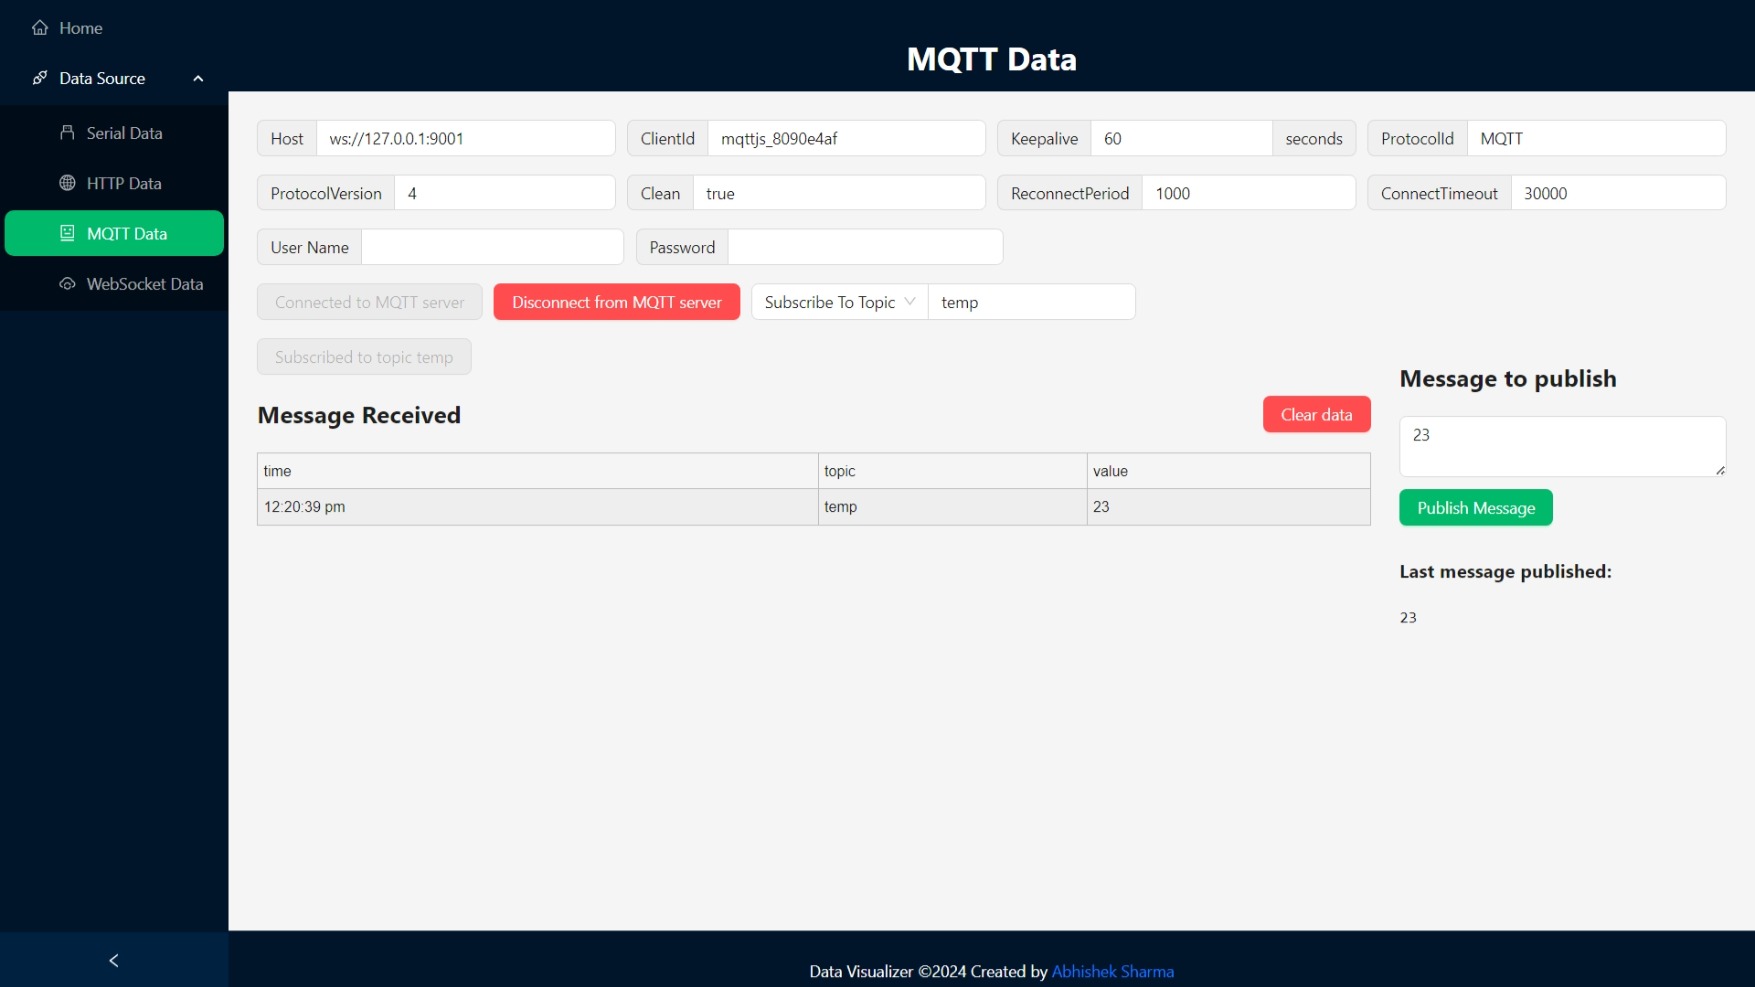 Home
Data Source
Serial Data
HTTP Data
MQTT Data
WebSocket Data
MQTT Data
Host ws://127.0.0.1:9001 ClientId mqttjs_8090e4af Keepalive 60 seconds ProtocolId MQTT
ProtocolVersion 4 Clean true ReconnectPeriod 1000 ConnectTimeout 30000
User Name Password
Connected to MQTT server Disconnect from MQTT server Subscribe To Topic temp
Subscribed to topic temp
Message Received Clear data
time topic value
12:20:39 pm temp 23
Message to publish
23
Publish Message
Last message published:
23
Data Visualizer ©2024 Created by Abhishek Sharma